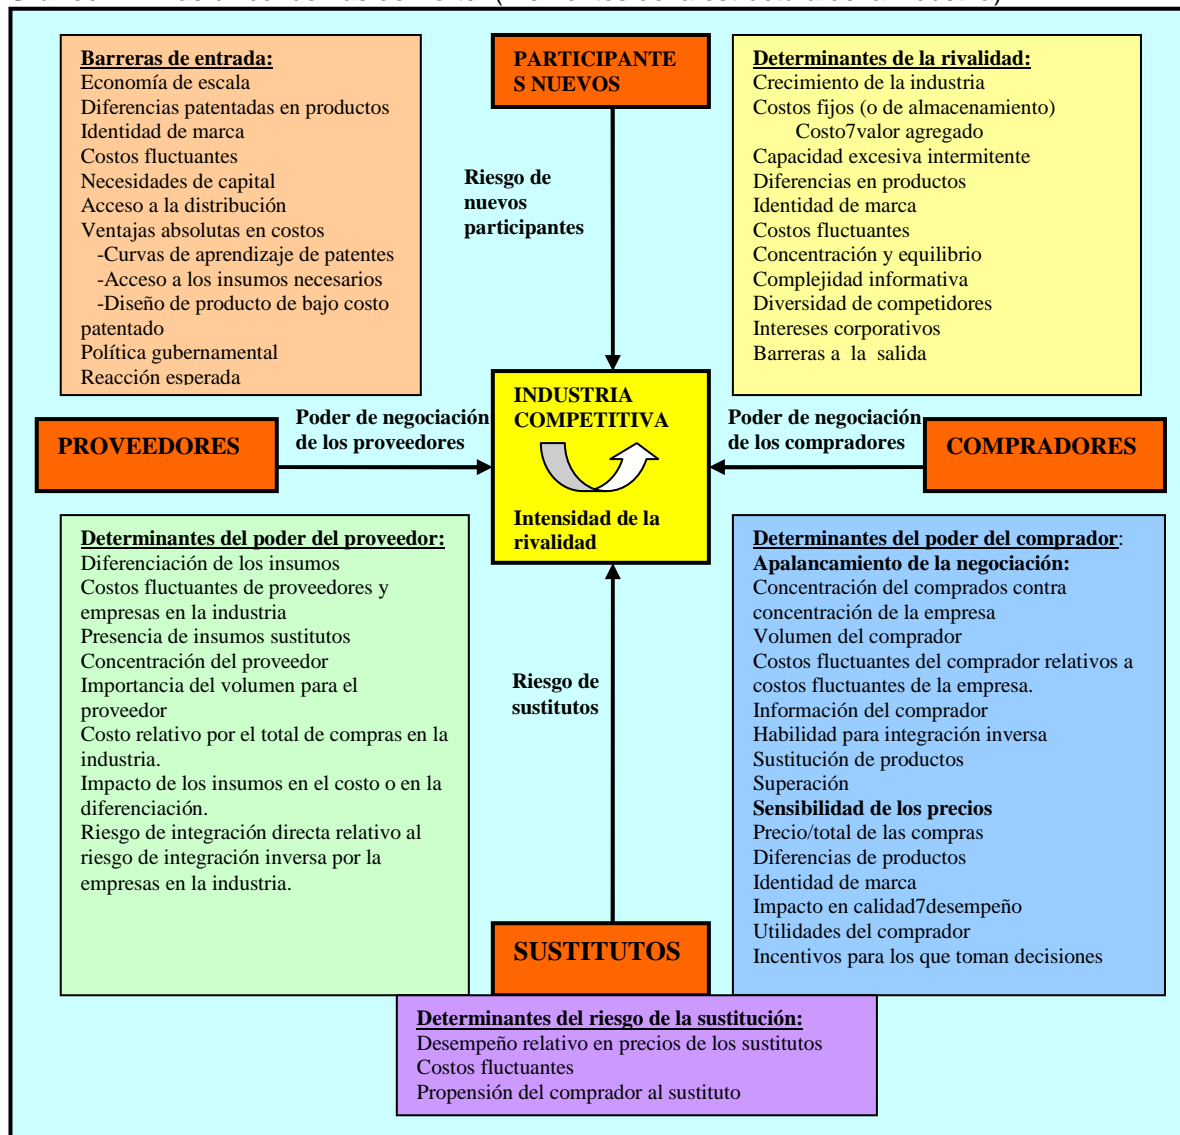 Barreras de entrada:
Economía de escala
Diferencias patentadas en productos
Identidad de marca
Costos fluctuantes
Necesidades de capital
Acceso a la distribución
Ventajas absolutas en costos
-Curvas de aprendizaje de patentes
-Acceso a los insumos necesarios
-Diseño de producto de bajo costo
patentado
Política gubernamental
Reacción esperada
PARTICIPANTE
S NUEVOS
Riesgo de
nuevos
participantes
Determinantes de la rivalidad:
Crecimiento de la industria
Costos fijos (o de almacenamiento)
Costo7valor agregado
Capacidad excesiva intermitente
Diferencias en productos
Identidad de marca
Costos fluctuantes
Concentración y equilibrio
Complejidad informativa
Diversidad de competidores
Intereses corporativos
Barreras a la salida
PROVEEDORES
Poder de negociación
de los proveedores
INDUSTRIA
COMPETITIVA
Intensidad de la
rivalidad
Poder de negociación
de los compradores
COMPRADORES
Determinantes del poder del proveedor:
Diferenciación de los insumos
Costos fluctuantes de proveedores y
empresas en la industria
Presencia de insumos sustitutos
Concentración del proveedor
Importancia del volumen para el
proveedor
Costo relativo por el total de compras en la
industria.
Impacto de los insumos en el costo o en la
diferenciación.
Riesgo de integración directa relativo al
riesgo de integración inversa por la
empresas en la industria.
Riesgo de
sustitutos
SUSTITUTOS
Determinantes del poder del comprador:
Apalancamiento de la negociación:
Concentración del comprados contra
concentración de la empresa
Volumen del comprador
Costos fluctuantes del comprador relativos a
costos fluctuantes de la empresa.
Información del comprador
Habilidad para integración inversa
Sustitución de productos
Superación
Sensibilidad de los precios
Precio/total de las compras
Diferencias de productos
Identidad de marca
Impacto en calidad7desempeño
Utilidades del comprador
Incentivos para los que toman decisiones
Determinantes del riesgo de la sustitución:
Desempeño relativo en precios de los sustitutos
Costos fluctuantes
Propensión del comprador al sustituto